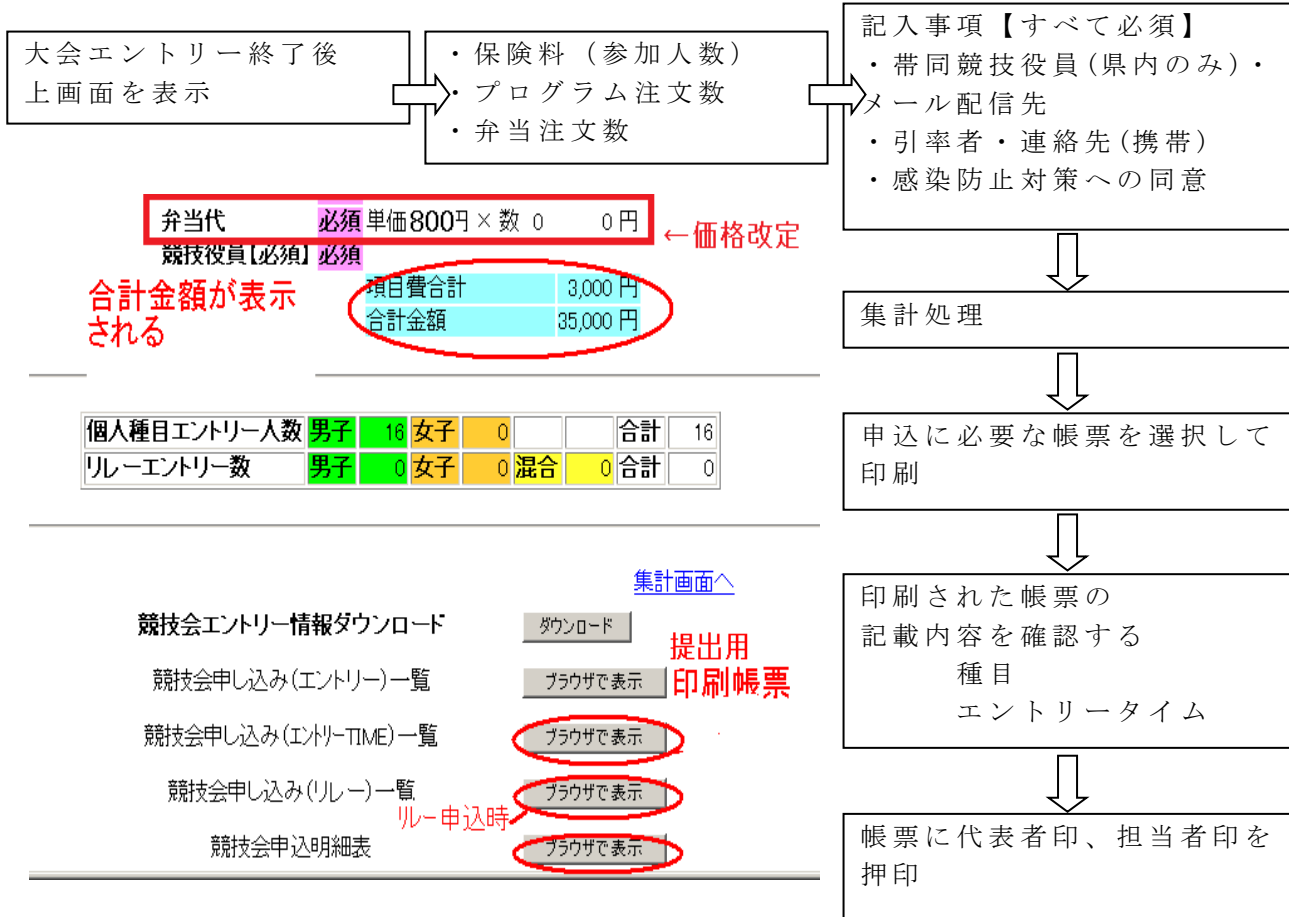 大会エントリー終了後
上画面を表示
・保険料（参加人数）
・プログラム注文数
・弁当注文数
記入事項【すべて必須】
・帯同競技役員(県内のみ)・
メール配信先
・引率者・連絡先(携帯)
・感染防止対策への同意
弁当代 必須 単価800円×数 0 0円
←価格改定
競技役員【必須】 必須
合計金額が表示
される
項目費合計 3,000 円
合計金額 35,000 円
集計処理
個人種目エントリー人数 男子 16 女子 0 合計 16
リレーエントリー数 男子 0 女子 0 混合 0 合計 0
申込に必要な帳票を選択して
印刷
集計画面へ
競技会エントリー情報ダウンロード ダウンロード
提出用
印刷帳票
競技会申し込み(エントリー)一覧 ブラウザで表示
競技会申し込み(エントリーTIME)一覧 ブラウザで表示
競技会申し込み(リレー)一覧 ブラウザで表示
リレー申込時
競技会申込明細表 ブラウザで表示
印刷された帳票の
記載内容を確認する
種目
エントリータイム
帳票に代表者印、担当者印を
押印